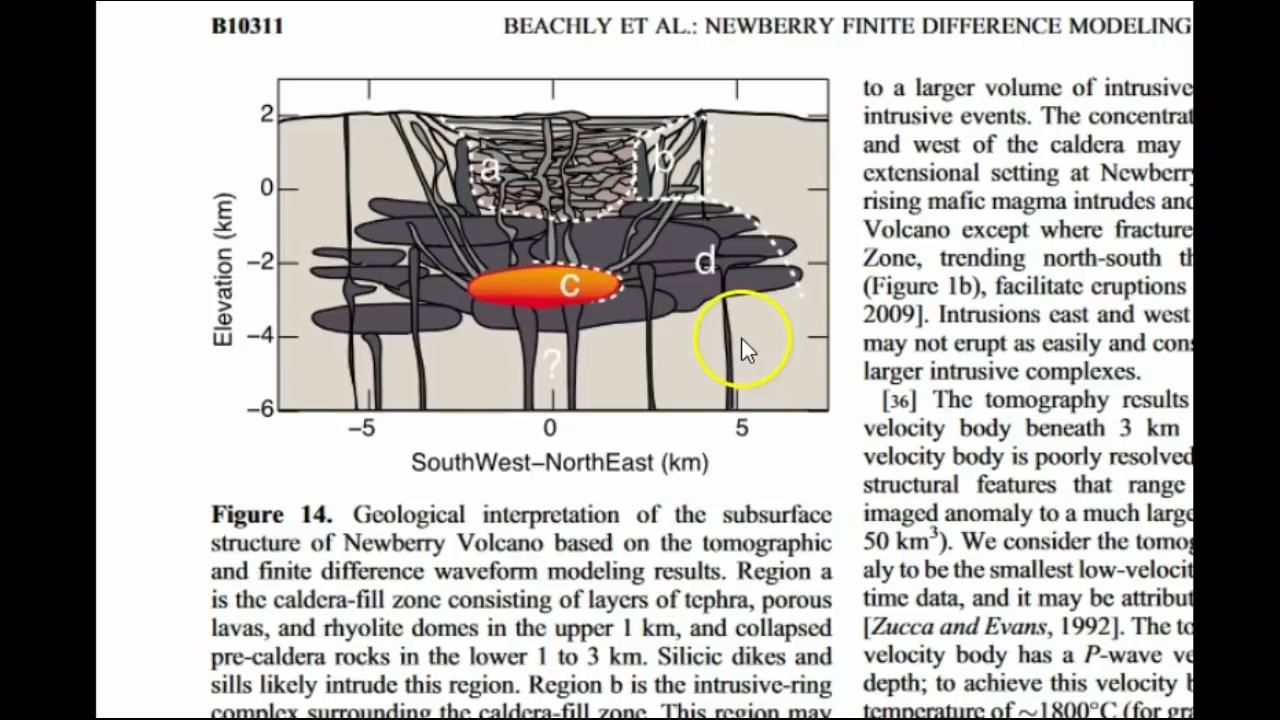 B10311
BEACHLY ET AL.: NEWBERRY FINITE DIFFERENCE MODELING
2
0
−2
−4
−6
Elevation (km)
a
b
c
d
?
−5
0
5
SouthWest−NorthEast (km)
Figure 14. Geological interpretation of the subsurface
structure of Newberry Volcano based on the tomographic
and finite difference waveform modeling results. Region a
is the caldera-fill zone consisting of layers of tephra, porous
lavas, and rhyolite domes in the upper 1 km, and collapsed
pre-caldera rocks in the lower 1 to 3 km. Silicic dikes and
sills likely intrude this region. Region b is the intrusive-ring
complex surrounding the caldera-fill zone. This region may
to a larger volume of intrusive
intrusive events. The concentrat
and west of the caldera may
extensional setting at Newberry
rising mafic magma intrudes and
Volcano except where fracture
Zone, trending north-south th
(Figure 1b), facilitate eruptions
2009]. Intrusions east and west
may not erupt as easily and cons
larger intrusive complexes.
[36] The tomography results
velocity body beneath 3 km
velocity body is poorly resolved
structural features that range
imaged anomaly to a much large
50 km³). We consider the tomog
aly to be the smallest low-velocit
time data, and it may be attribut
[Zucca and Evans, 1992]. The to
velocity body has a P-wave ve
depth; to achieve this velocity b
temperature of ~1800°C (for gra